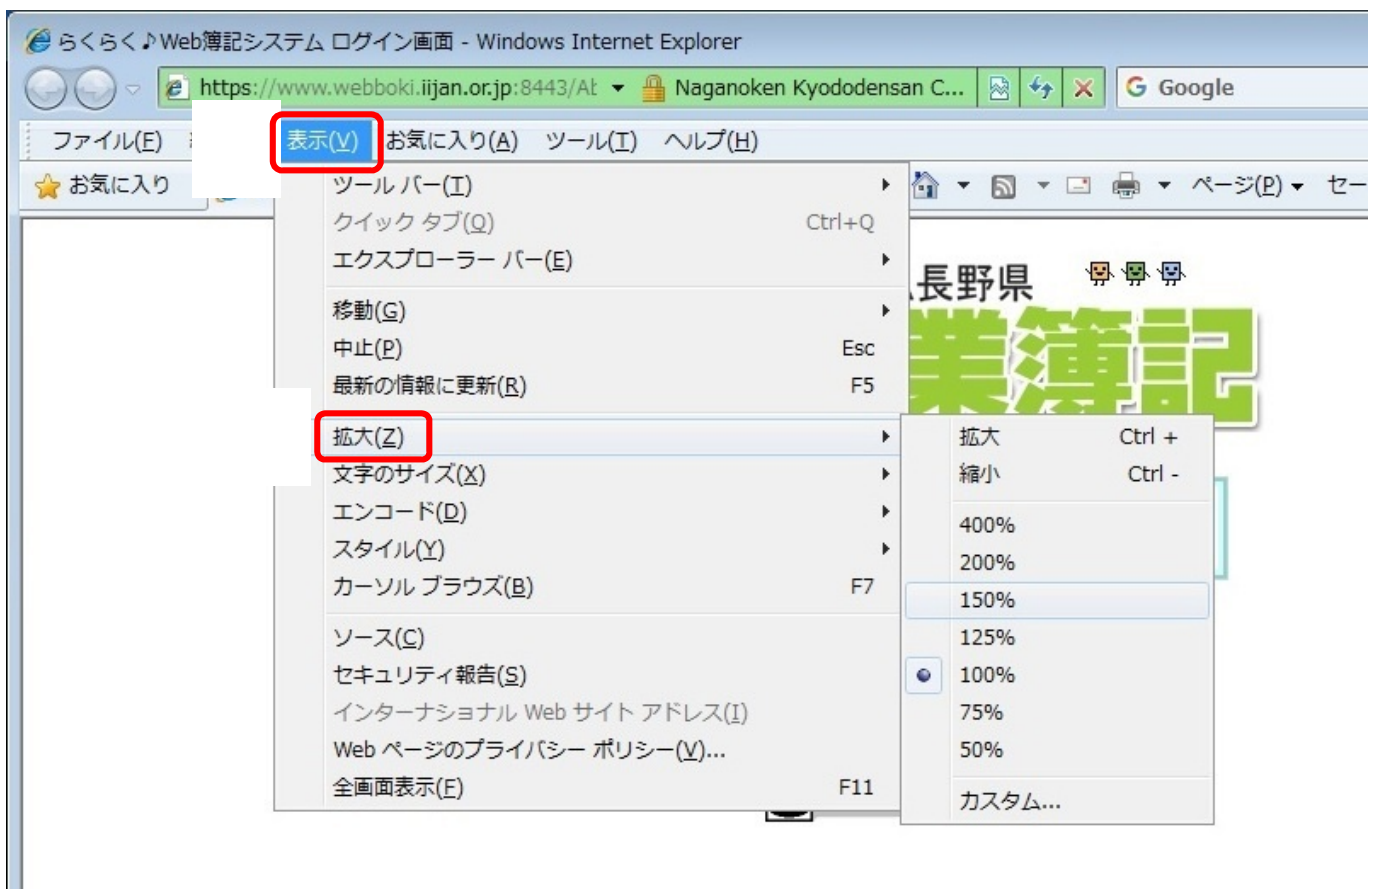 らくらく♪Web簿記システム ログイン画面 - Windows Internet Explorer
https://www.webboki.iijan.or.jp:8443/At Naganoken Kyododensan C... Google
ファイル(F) 表示(V) お気に入り(A) ツール(T) ヘルプ(H)
お気に入り ページ(P) セー
ツール バー(T)
クイック タブ(Q) Ctrl+Q
エクスプローラー バー(E)
移動(G)
中止(P) Esc
最新の情報に更新(R) F5
拡大(Z)
文字のサイズ(X)
エンコード(D)
スタイル(Y)
カーソル ブラウズ(B) F7
ソース(C)
セキュリティ報告(S)
インターナショナル Web サイト アドレス(I)
Web ページのプライバシー ポリシー(V)...
全画面表示(F) F11
長野県
業簿記
拡大 Ctrl +
縮小 Ctrl -
400%
200%
150%
125%
100%
75%
50%
カスタム...